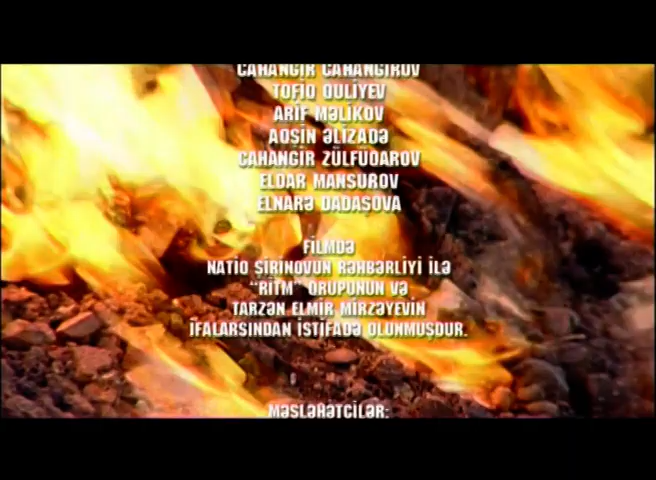 CAHANGİR CAHANGİROV
TOFİQ QULİYEV
ARİF MƏLİKOV
AQŞİN ƏLİZADƏ
CAHANGİR ZÜLFÜQAROV
ELDAR MANSUROV
ELNARƏ DADAŞOVA
FİLMDƏ
NATİQ ŞİRİNOVUN RƏHBƏRLİYİ İLƏ
"RİTM" QRUPUNUN VƏ
TARZƏN ELMİR MİRZƏYEVİN
İFALARSINDAN İSTİFADƏ OLUNMUŞDUR.
MƏSLƏHƏTÇİLƏR: